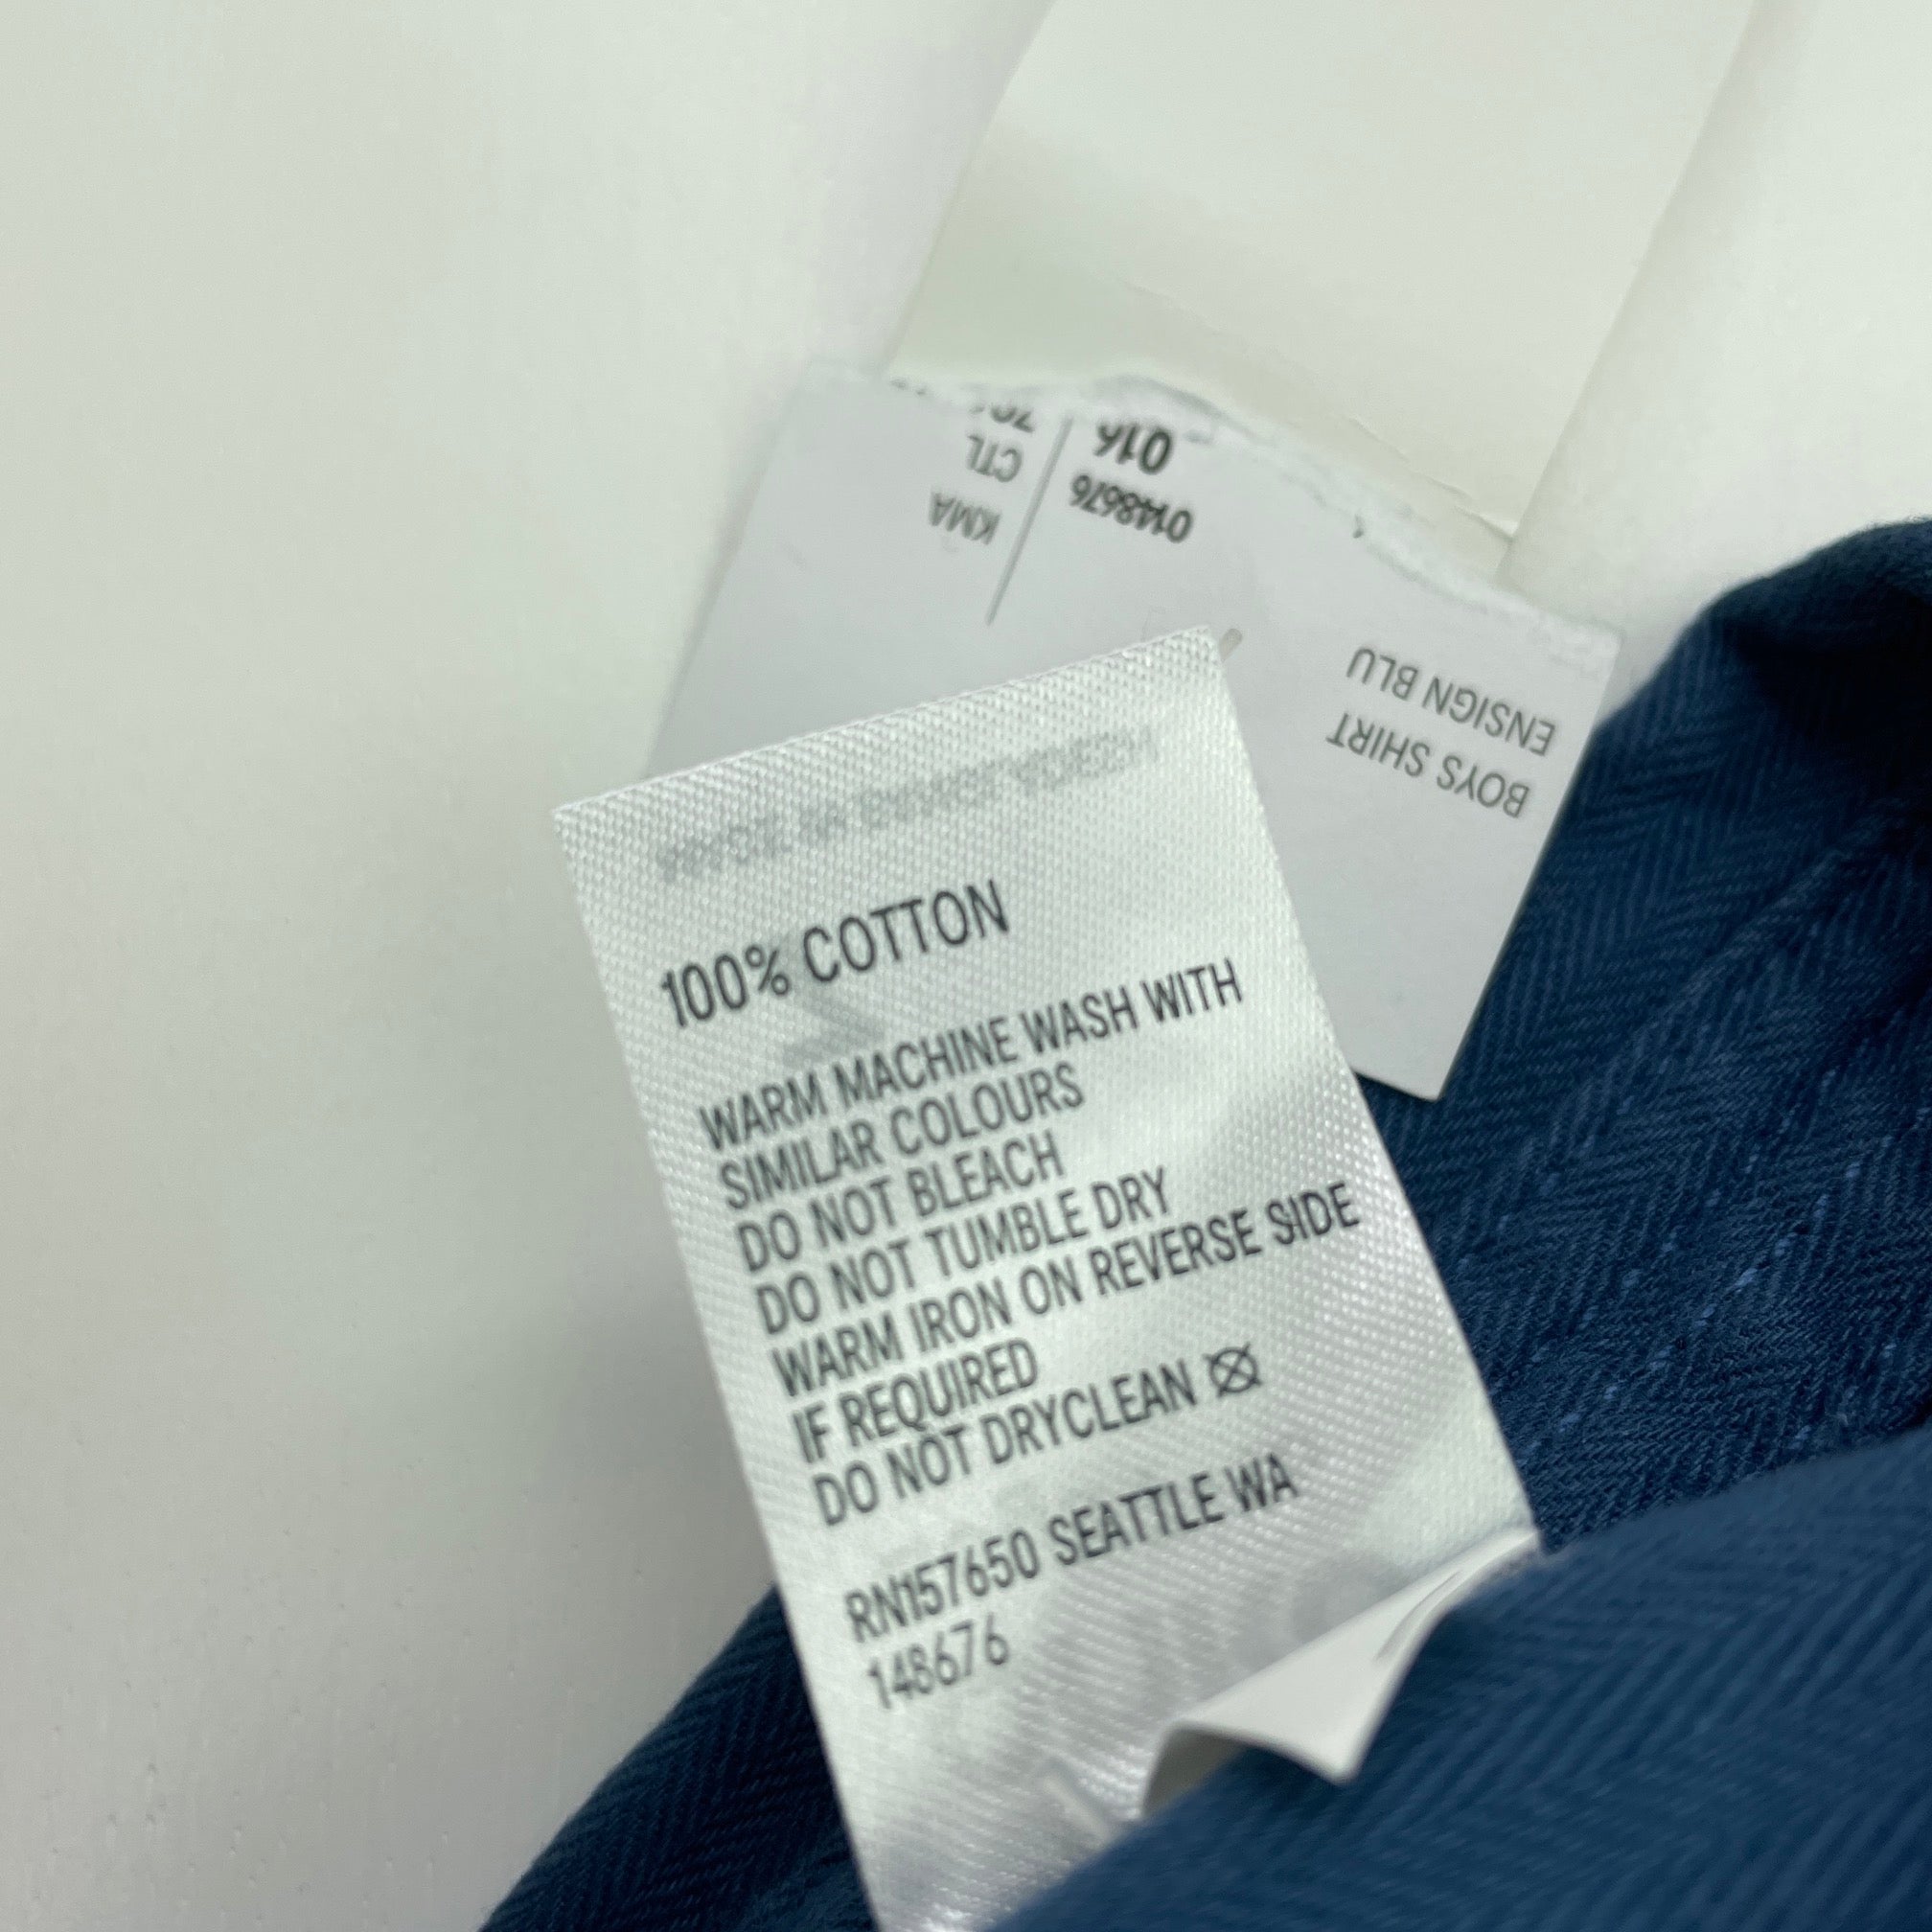 100% COTTON
WARM MACHINE WASH WITH
SIMILAR COLOURS
DO NOT BLEACH
DO NOT TUMBLE DRY
WARM IRON ON REVERSE SIDE
IF REQUIRED
DO NOT DRYCLEAN
RN157650 SEATTLE WA
148676
BOYS SHIRT
ENSIGN BLU
0148676
016
KMA
CTL